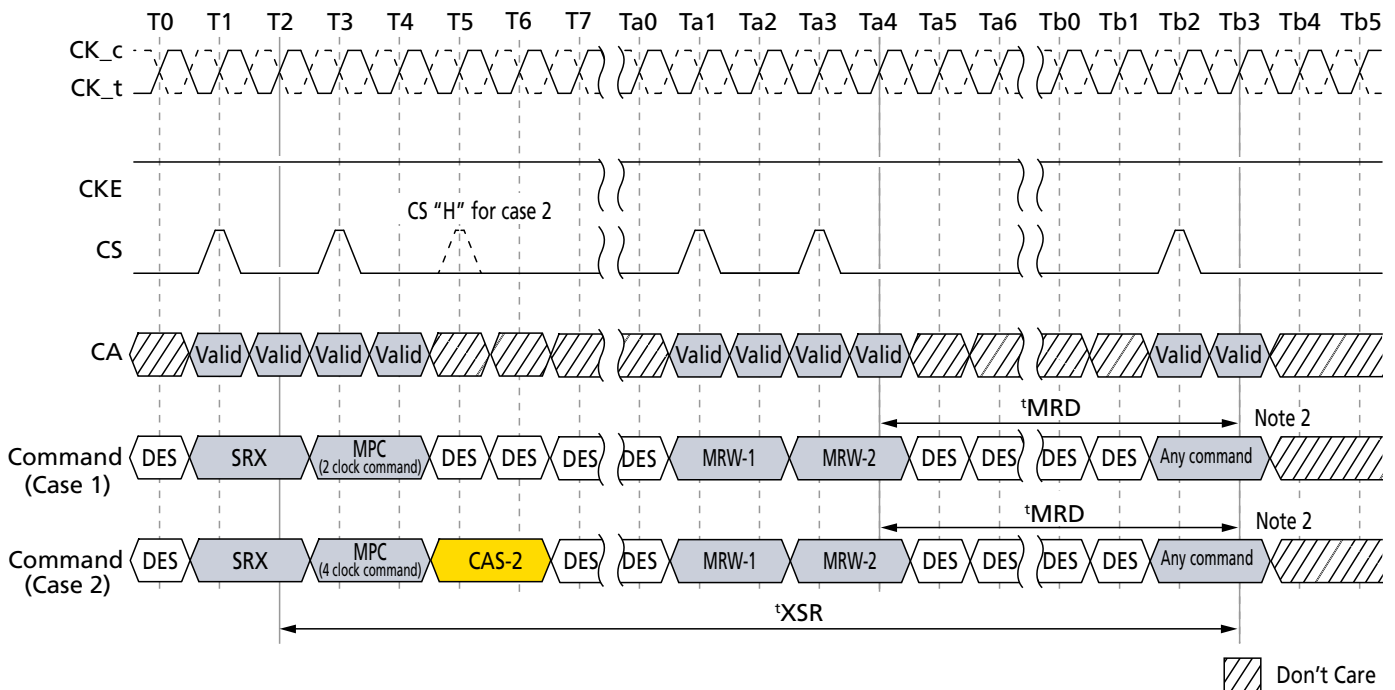 T0 T1 T2 T3 T4 T5 T6 T7 Ta0 Ta1 Ta2 Ta3 Ta4 Ta5 Ta6 Tb0 Tb1 Tb2 Tb3 Tb4 Tb5
CK_c
CK_t
CKE
CS "H" for case 2
CS
CA Valid Valid Valid Valid Valid Valid Valid Valid Valid Valid
tMRD Note 2
Command (Case 1) DES SRX MPC (2 clock command) DES DES DES DES MRW-1 MRW-2 DES DES DES DES Any command
tMRD Note 2
Command (Case 2) DES SRX MPC (4 clock command) CAS-2 DES DES MRW-1 MRW-2 DES DES DES DES Any command
tXSR
Don't Care